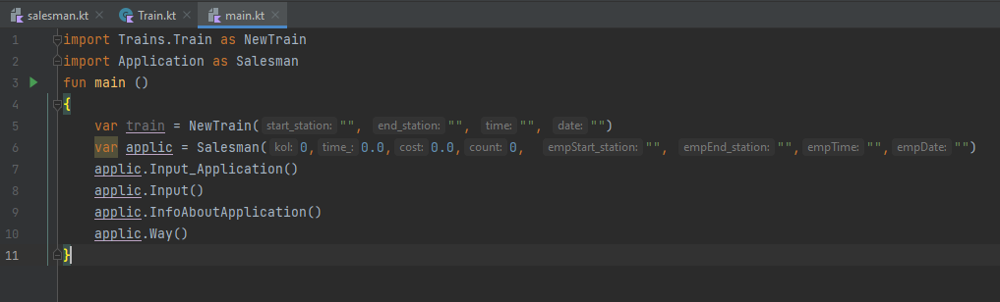 salesman.kt Train.kt main.kt
1 import Trains.Train as NewTrain
2 import Application as Salesman
3 fun main ()
4 {
5 var train = NewTrain( start_station: "", end_station: "", time: "", date: "")
6 var applic = Salesman( kol: 0, time_: 0.0, cost: 0.0, count: 0, empStart_station: "", empEnd_station: "", empTime: "", empDate: "")
7 applic.Input_Application()
8 applic.Input()
9 applic.InfoAboutApplication()
10 applic.Way()
11 }